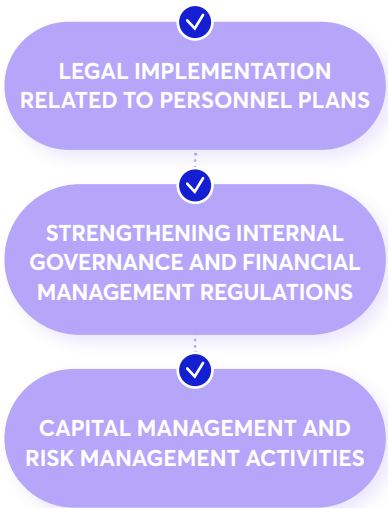 LEGAL IMPLEMENTATION
RELATED TO PERSONNEL PLANS
STRENGTHENING INTERNAL
GOVERNANCE AND FINANCIAL
MANAGEMENT REGULATIONS
CAPITAL MANAGEMENT AND
RISK MANAGEMENT ACTIVITIES